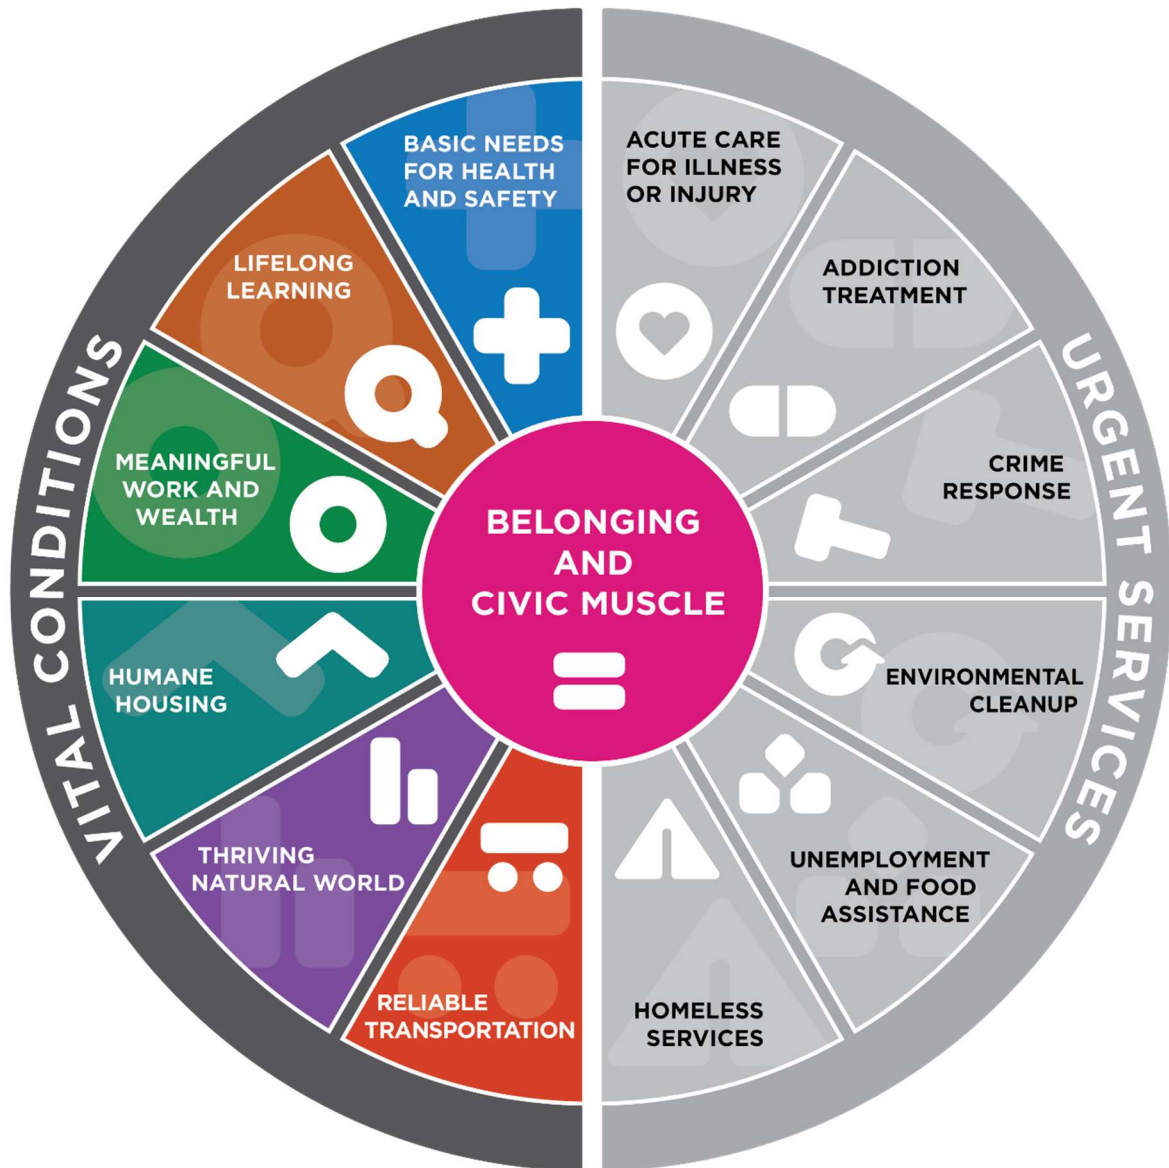 BASIC NEEDS
FOR HEALTH
AND SAFETY
LIFELONG
LEARNING
MEANINGFUL
WORK AND
WEALTH
HUMANE
HOUSING
THRIVING
NATURAL WORLD
RELIABLE
TRANSPORTATION
VITAL CONDITIONS
BELONGING
AND
CIVIC MUSCLE
ACUTE CARE
FOR ILLNESS
OR INJURY
ADDICTION
TREATMENT
CRIME
RESPONSE
ENVIRONMENTAL
CLEANUP
UNEMPLOYMENT
AND FOOD
ASSISTANCE
HOMELESS
SERVICES
URGENT SERVICES